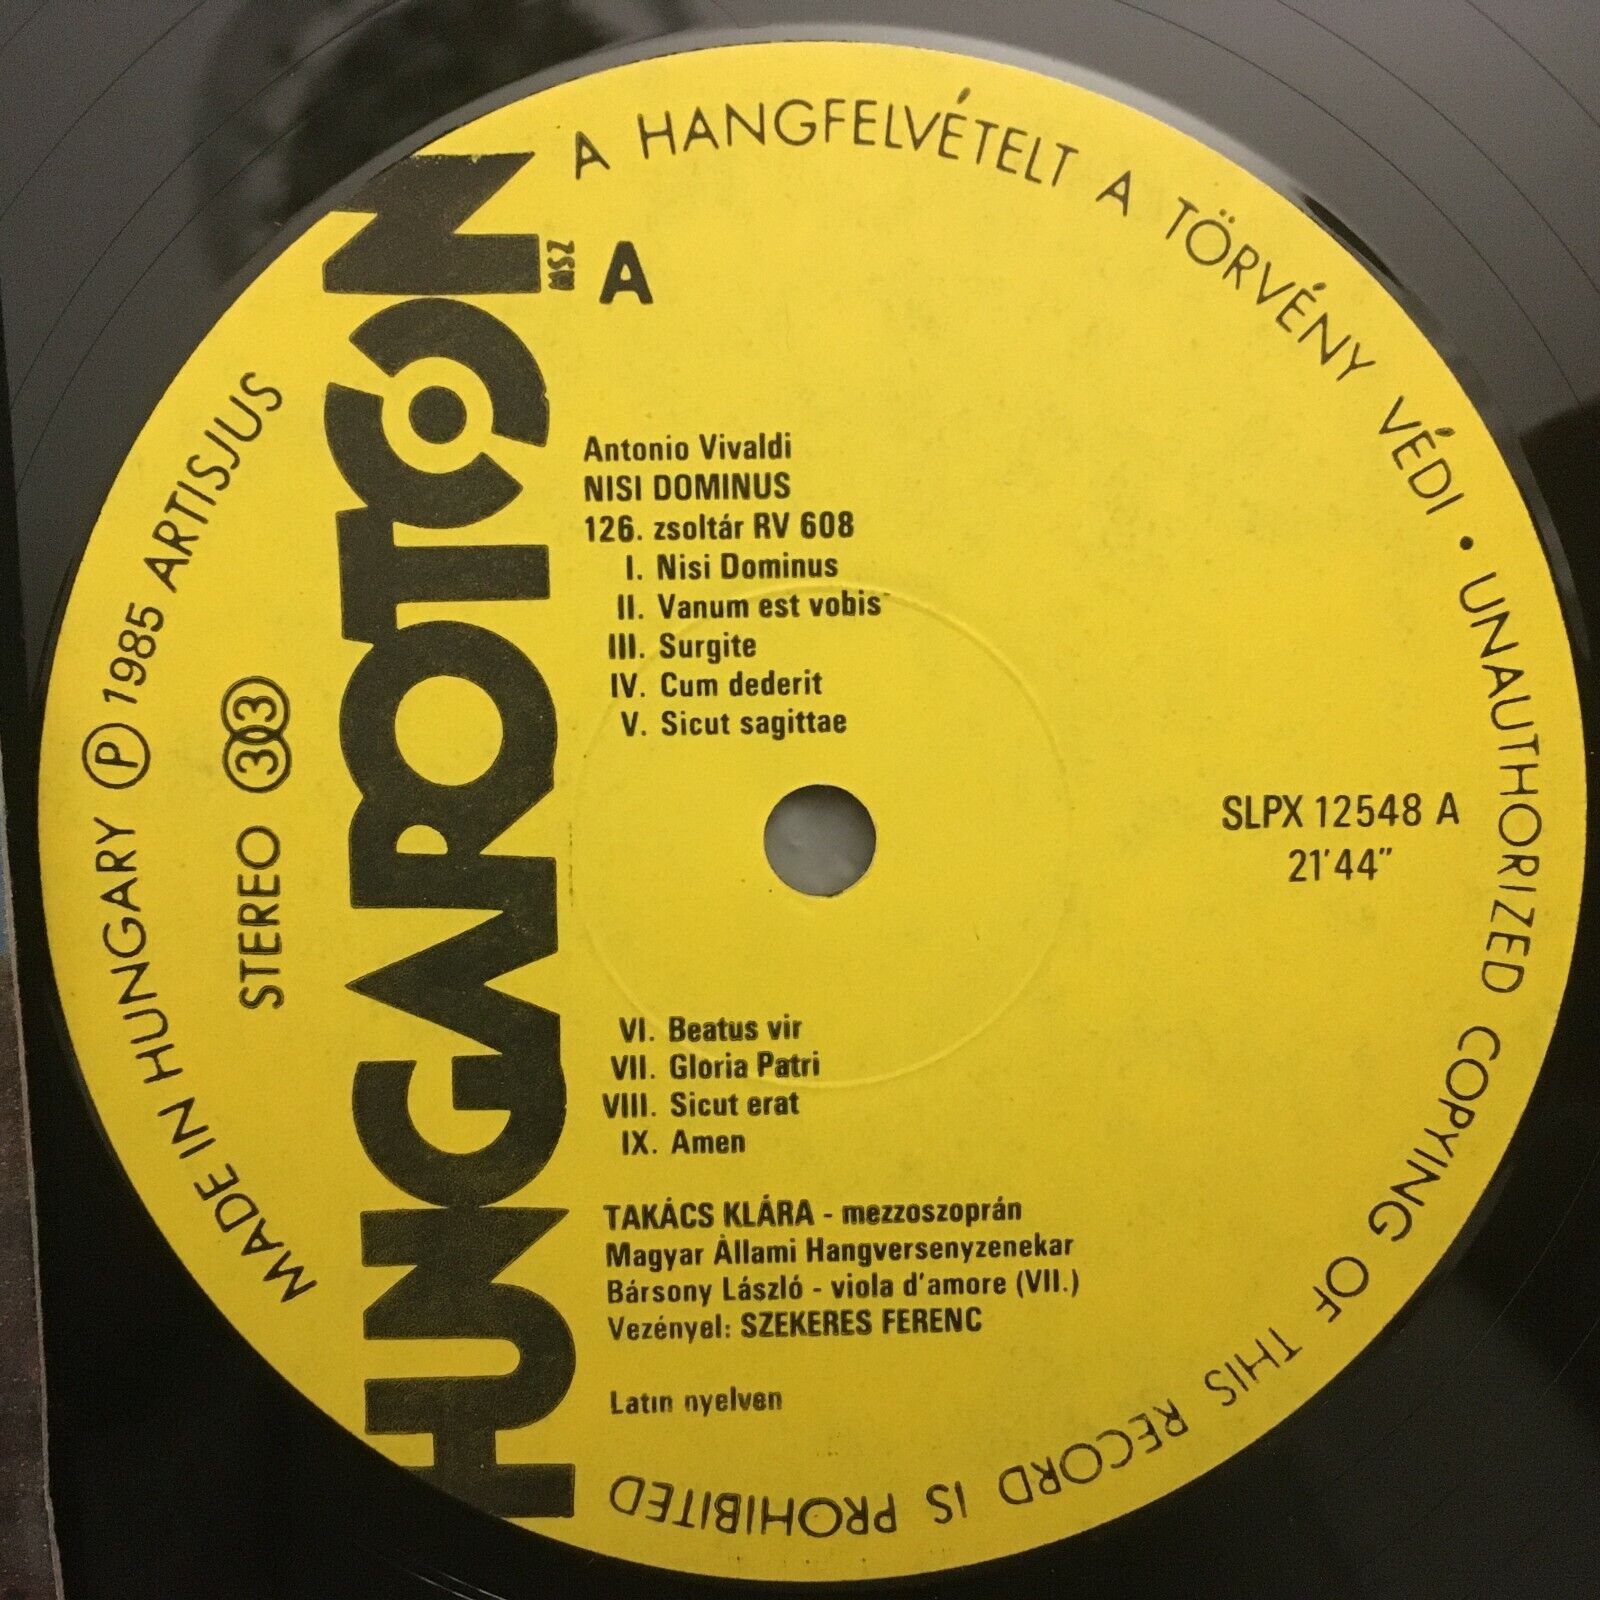 A HANGFELVÉTELT A TÖRVÉNY VÉDI • UNAUTHORIZED COPYING OF THIS RECORD IS PROHIBITED
MADE IN HUNGARY Ⓟ 1985 ARTISJUS
STEREO 33
HUNGAROTON
MSZ
A
Antonio Vivaldi
NISI DOMINUS
126. zsoltár RV 608
I. Nisi Dominus
II. Vanum est vobis
III. Surgite
IV. Cum dederit
V. Sicut sagittae
SLPX 12548 A
21'44"
VI. Beatus vir
VII. Gloria Patri
VIII. Sicut erat
IX. Amen
TAKÁCS KLÁRA - mezzoszoprán
Magyar Állami Hangversenyzenekar
Bársony László - viola d'amore (VII.)
Vezényel: SZEKERES FERENC
Latin nyelven